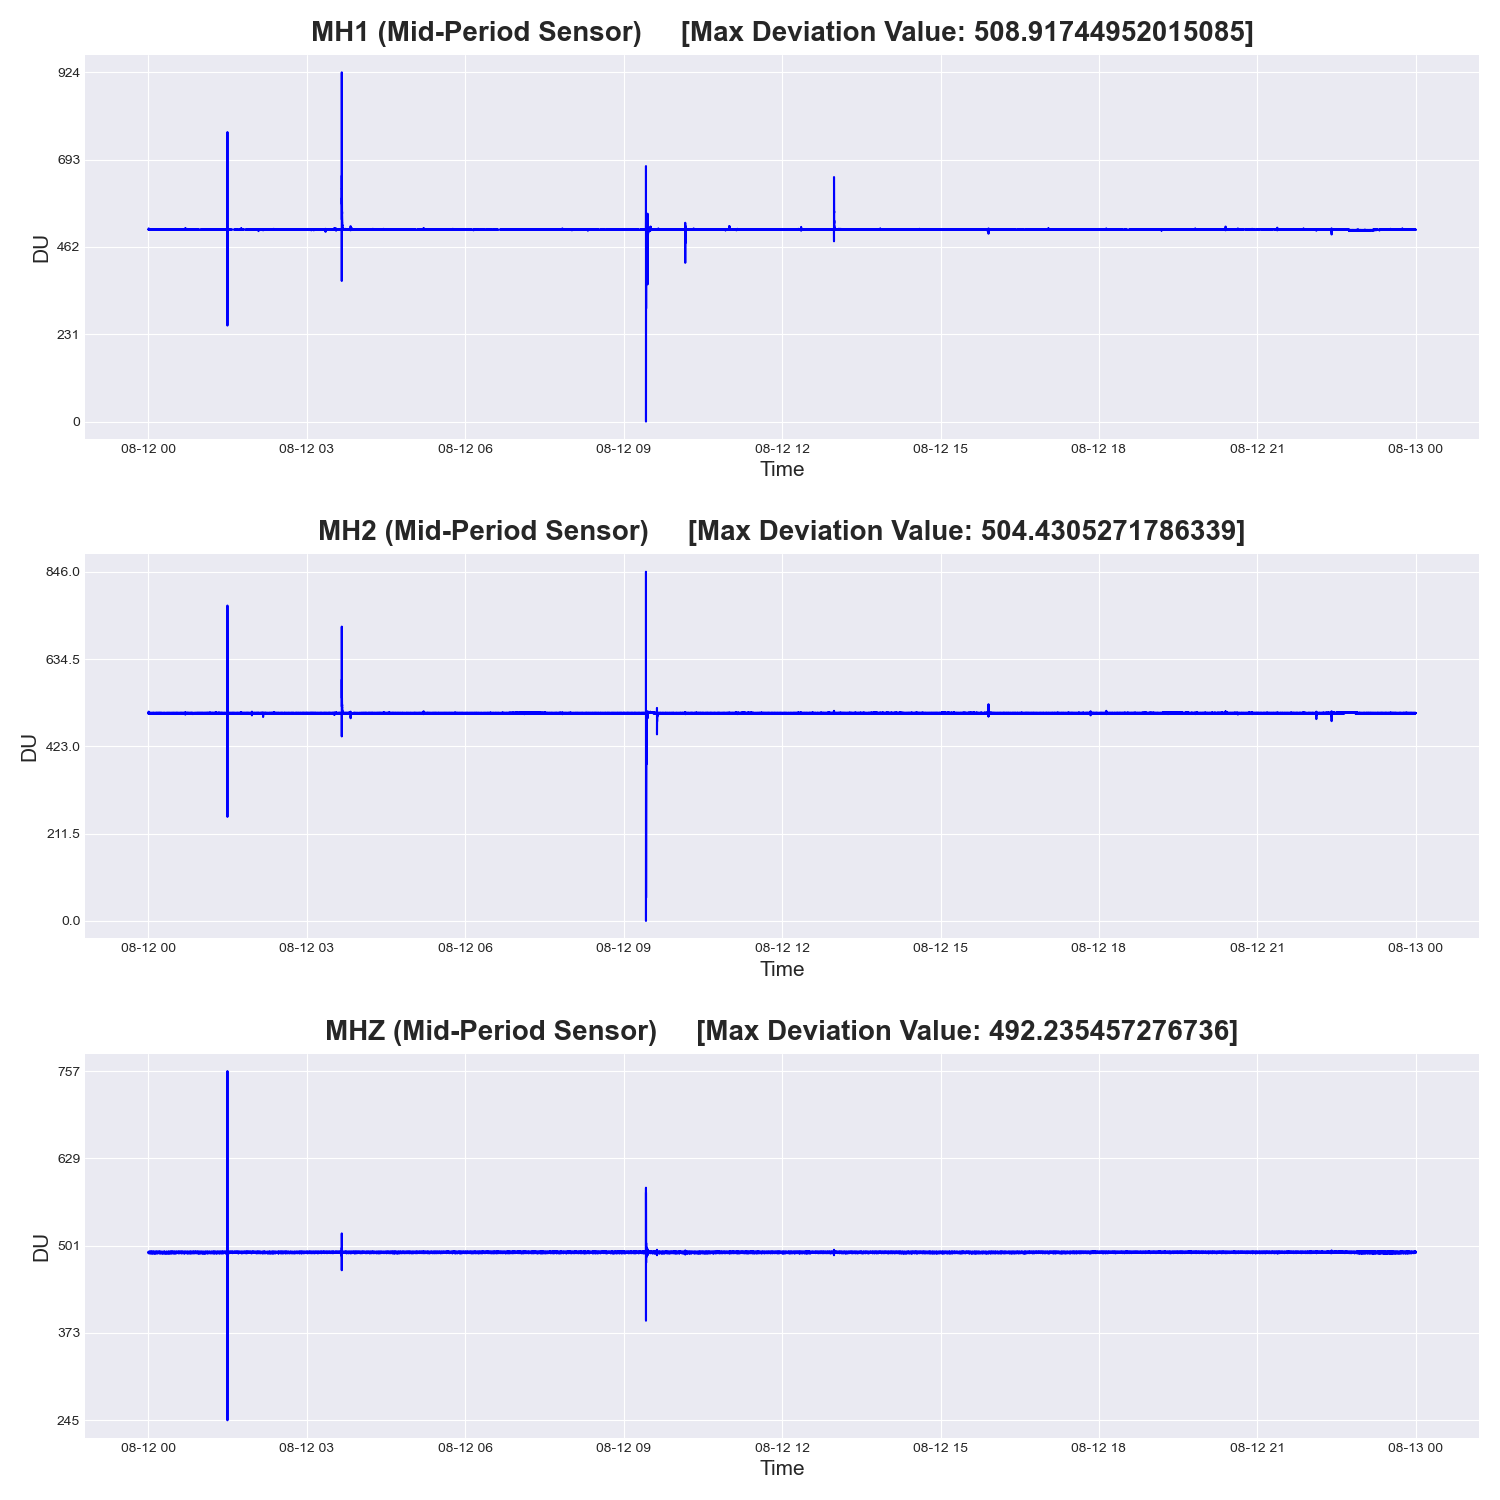 MH1 (Mid-Period Sensor) [Max Deviation Value: 508.91744952015085]
924
693
462
231
0
DU
08-12 00 08-12 03 08-12 06 08-12 09 08-12 12 08-12 15 08-12 18 08-12 21 08-13 00
Time
MH2 (Mid-Period Sensor) [Max Deviation Value: 504.4305271786339]
846.0
634.5
423.0
211.5
0.0
DU
08-12 00 08-12 03 08-12 06 08-12 09 08-12 12 08-12 15 08-12 18 08-12 21 08-13 00
Time
MHZ (Mid-Period Sensor) [Max Deviation Value: 492.235457276736]
757
629
501
373
245
DU
08-12 00 08-12 03 08-12 06 08-12 09 08-12 12 08-12 15 08-12 18 08-12 21 08-13 00
Time